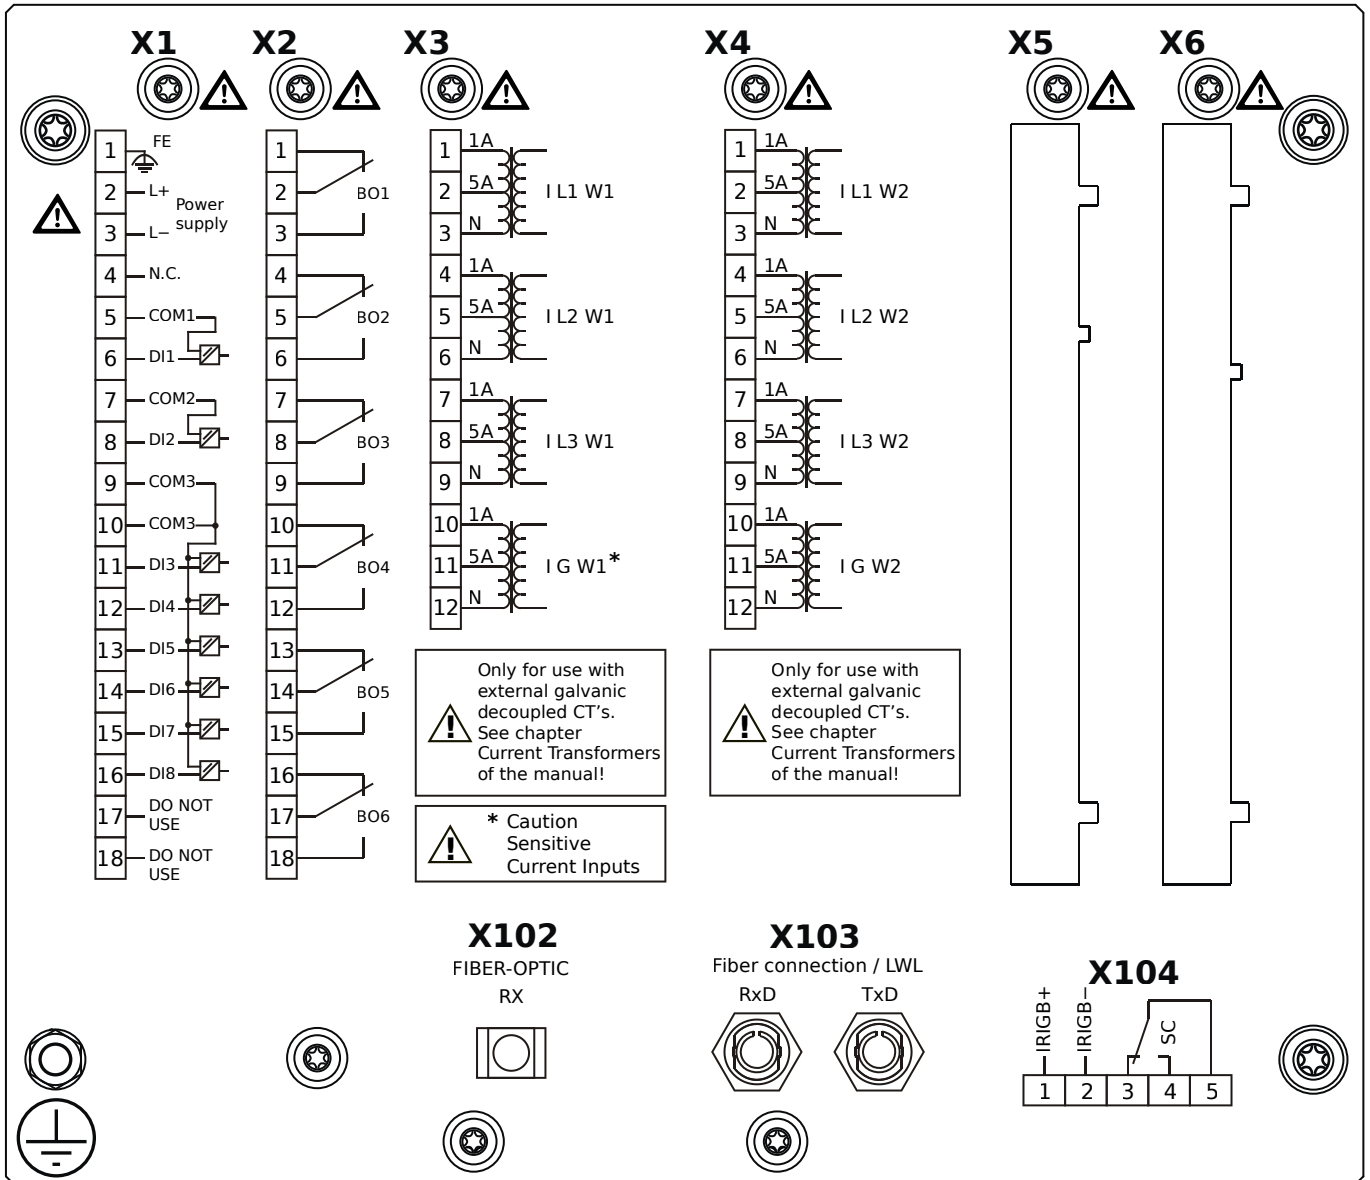 X1
X2
X3
X4
X5
X6
1 FE
2 L+
Power
supply
3 L−
4 N.C.
5 COM1
6 DI1
7 COM2
8 DI2
9 COM3
10 COM3
11 DI3
12 DI4
13 DI5
14 DI6
15 DI7
16 DI8
17 DO NOT
USE
18 DO NOT
USE
1
2 BO1
3
4
5 BO2
6
7
8 BO3
9
10
11 BO4
12
13
14 BO5
15
16
17 BO6
18
1 1A
2 5A I L1 W1
3 N
4 1A
5 5A I L2 W1
6 N
7 1A
8 5A I L3 W1
9 N
10 1A
11 5A I G W1*
12 N
Only for use with
external galvanic
decoupled CT's.
See chapter
Current Transformers
of the manual!
* Caution
Sensitive
Current Inputs
1 1A
2 5A I L1 W2
3 N
4 1A
5 5A I L2 W2
6 N
7 1A
8 5A I L3 W2
9 N
10 1A
11 5A I G W2
12 N
Only for use with
external galvanic
decoupled CT's.
See chapter
Current Transformers
of the manual!
X102
FIBER-OPTIC
RX
X103
Fiber connection / LWL
RxD TxD
X104
IRIGB+
IRIGB−
SC
1 2 3 4 5